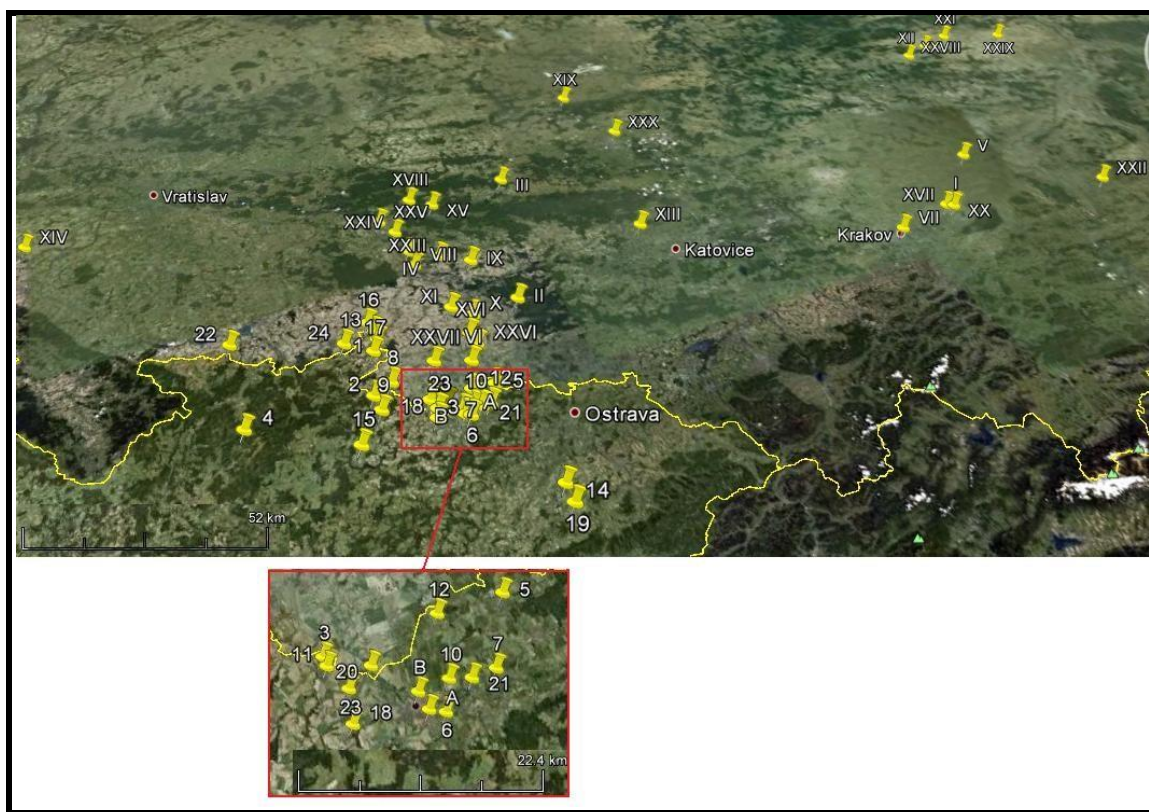 XXI
XII
XXVIII
XXIX
XIX
XXX
V
XXII
III
Vratislav
XVIII
XV
XXIV
XXV
XIII
XVII
I
XX
VII
Krakov
XIV
XXIII
VIII
IX
IV
Katovice
XI
XVI
X
II
16
13
17
22
24
1
XXVII
VI
XXVI
8
2
9
23
10
12
5
18
3
7
A
B
21
Ostrava
4
15
6
14
19
52 km
12
5
3
11
20
B
10
7
21
A
23
18
6
22.4 km